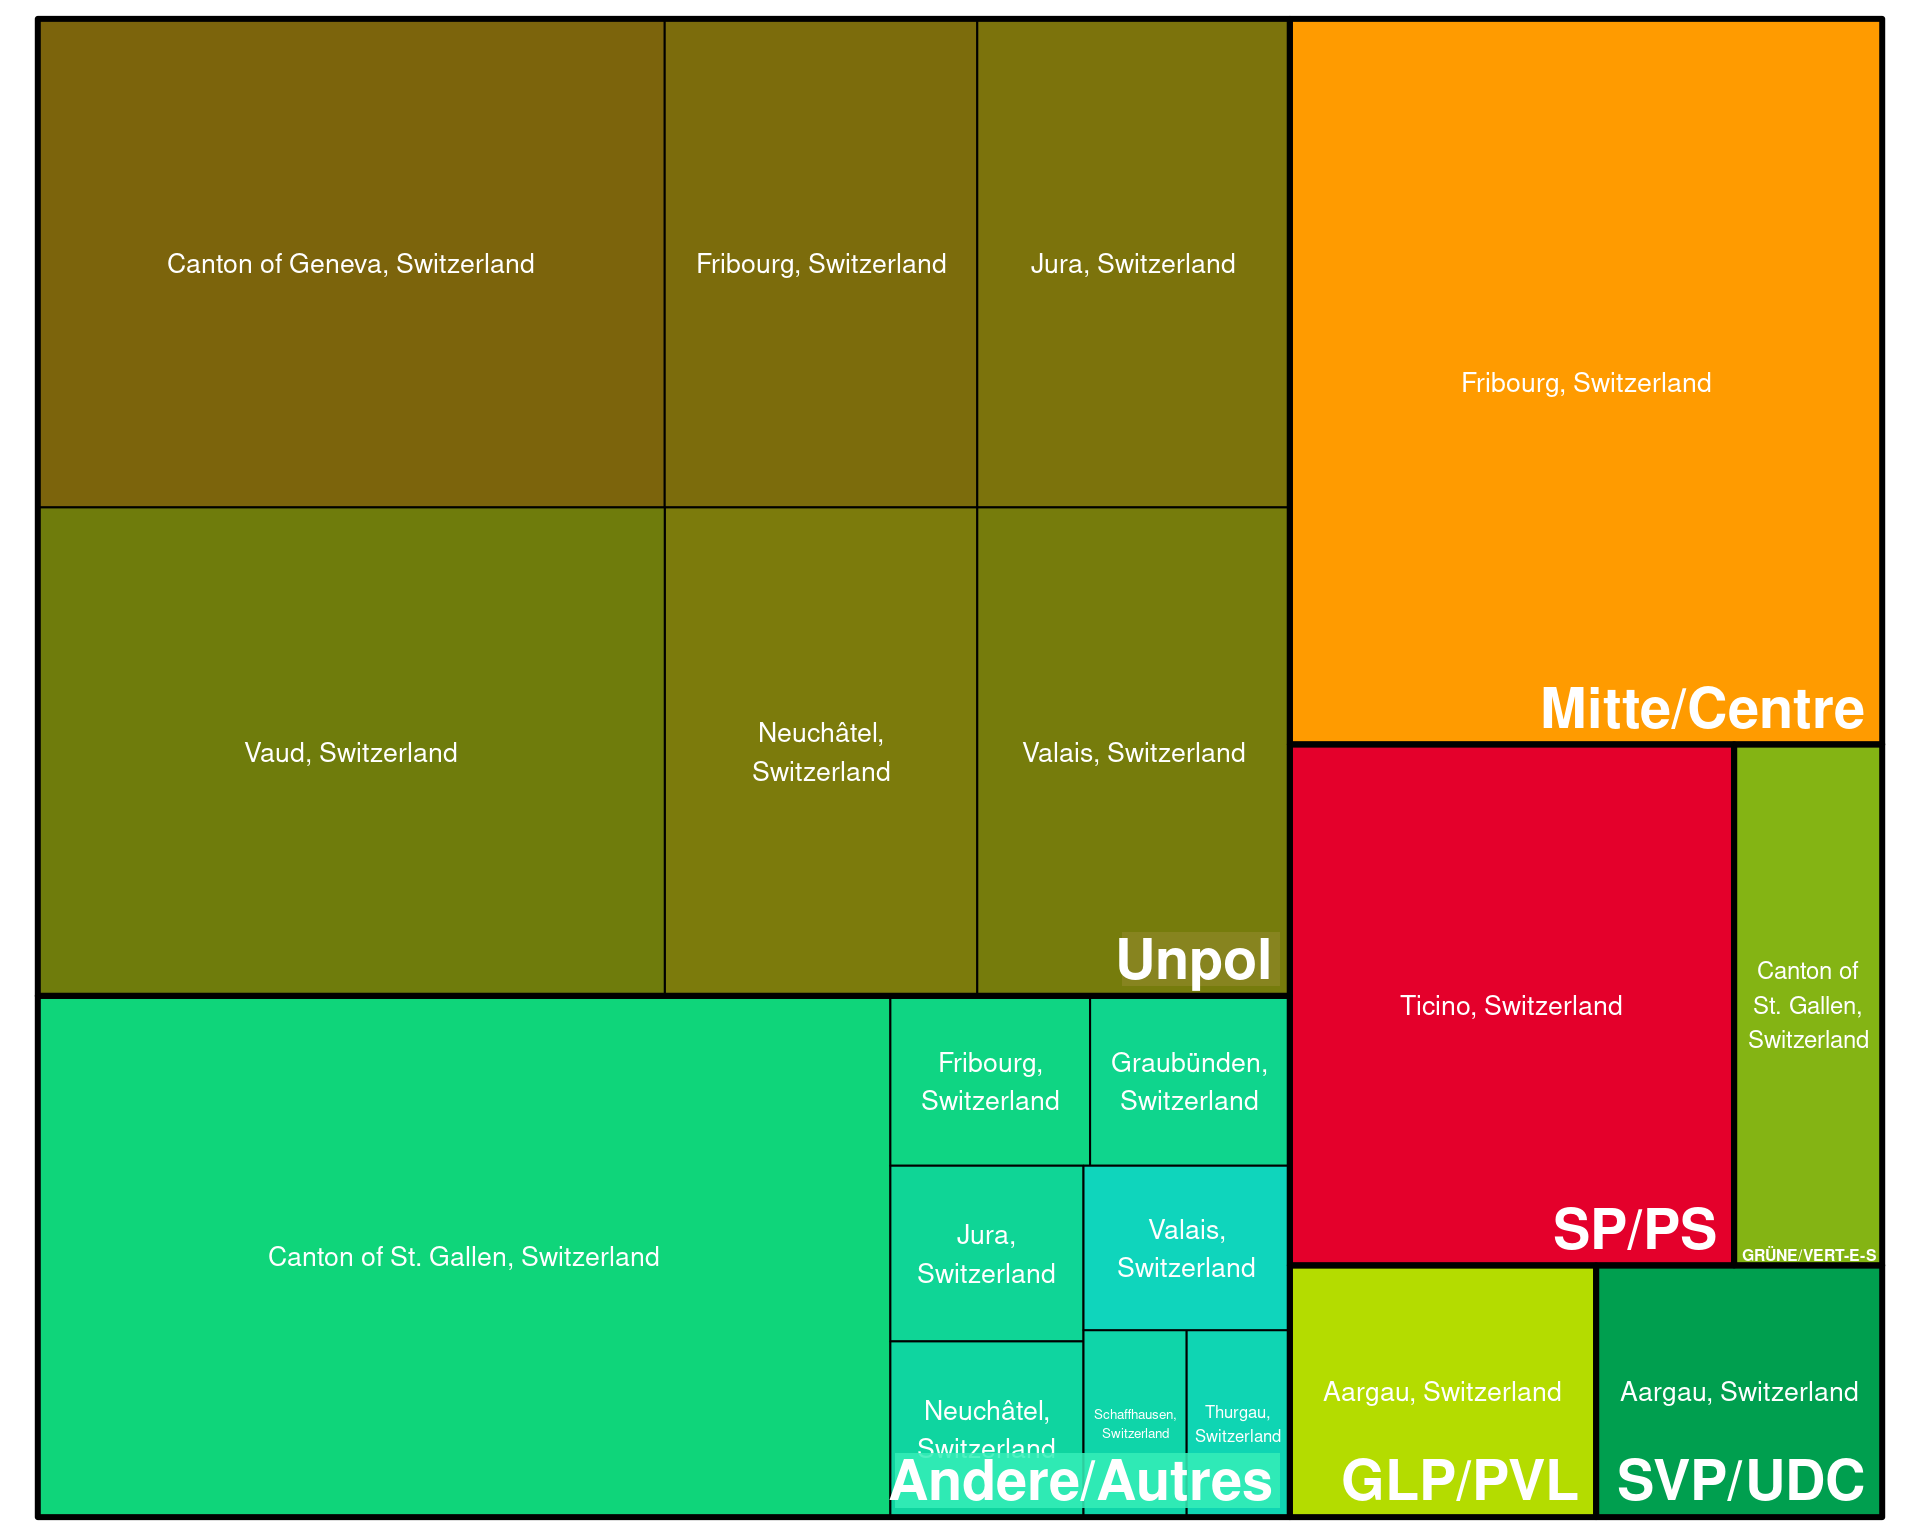 Canton of Geneva, Switzerland
Fribourg, Switzerland
Jura, Switzerland
Vaud, Switzerland
Neuchâtel,
Switzerland
Valais, Switzerland
Unpol
Canton of St. Gallen, Switzerland
Fribourg,
Switzerland
Graubünden,
Switzerland
Jura,
Switzerland
Valais,
Switzerland
Neuchâtel,
Switzerland
Schaffhausen,
Switzerland
Thurgau,
Switzerland
Andere/Autres
Fribourg, Switzerland
Mitte/Centre
Ticino, Switzerland
SP/PS
Canton of
St. Gallen,
Switzerland
GRÜNE/VERT-E-S
Aargau, Switzerland
GLP/PVL
Aargau, Switzerland
SVP/UDC